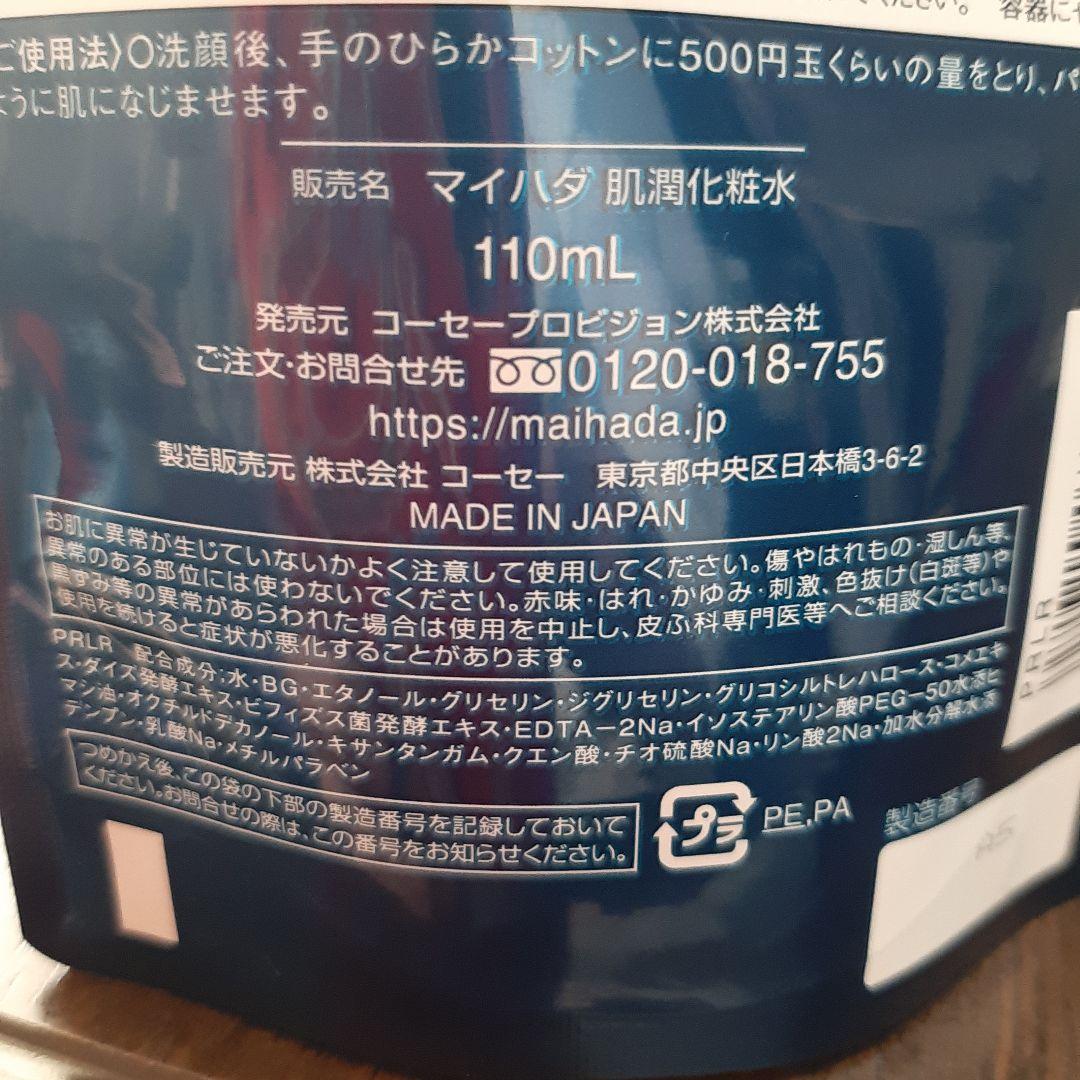 ください。 容器に
ご使用法〉〇洗顔後、手のひらかコットンに500円玉くらいの量をとり、パ
ように肌になじませます。
販売名 マイハダ 肌潤化粧水
110mL
発売元 コーセープロビジョン株式会社
ご注文・お問合せ先 0120-018-755
https://maihada.jp
製造販売元 株式会社 コーセー 東京都中央区日本橋3-6-2
MADE IN JAPAN
お肌に異常が生じていないかよく注意して使用してください。傷やはれもの・湿しん等、
異常のある部位には使わないでください。赤味・はれ・かゆみ・刺激、色抜け(白斑等)や
黒ずみ等の異常があらわれた場合は使用を中止し、皮ふ科専門医等へご相談ください。
使用を続けると症状が悪化することがあります。
PRLR 配合成分:水・BG・エタノール・グリセリン・ジグリセリン・グリコシルトレハロース・コメエキ
ス・ダイズ発酵エキス・ビフィズス菌発酵エキス・EDTA-2Na・イソステアリン酸PEG-50水添ヒ
マシ油・オクチルドデカノール・キサンタンガム・クエン酸・チオ硫酸Na・リン酸2Na・加水分解水添
デンプン・乳酸Na・メチルパラベン
つめかえ後、この袋の下部の製造番号を記録しておいて
ください。お問合せの際は、この番号をお知らせください。
プラ PE,PA
製造番号
PRLR